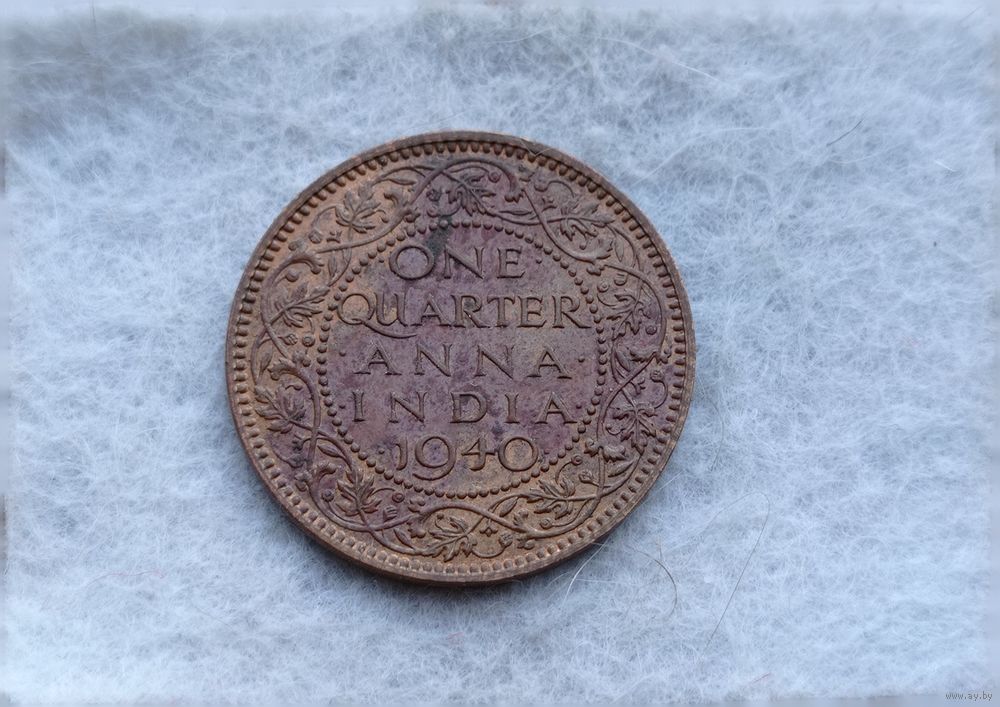 ONE
QUARTER
· ANNA ·
· INDIA ·
· 1940 ·
www.ay.by